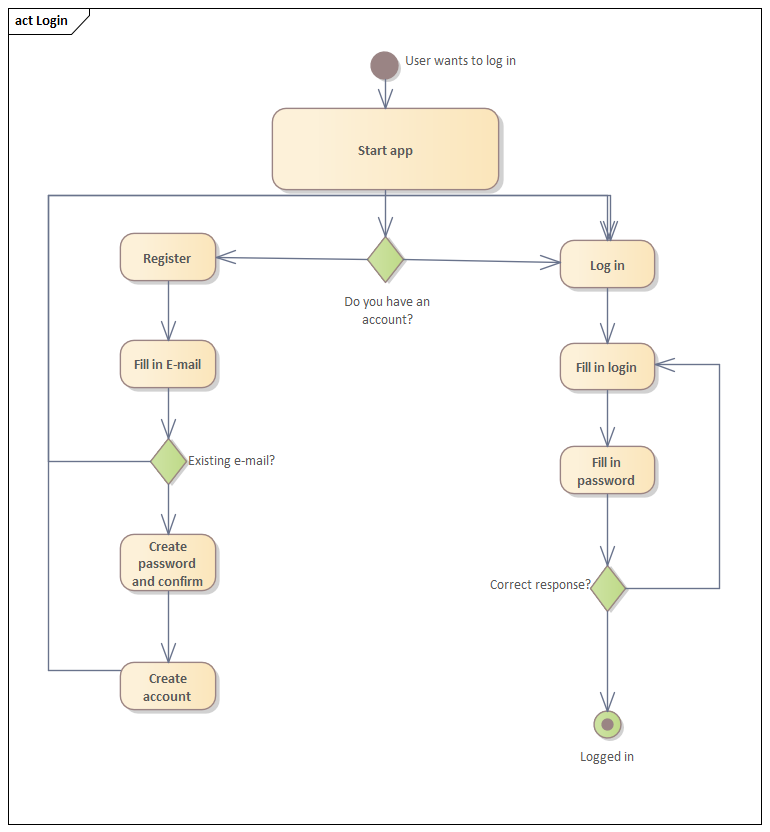 act Login
User wants to log in
Start app
Register
Log in
Do you have an
account?
Fill in E-mail
Fill in login
Existing e-mail?
Fill in
password
Create
password
and confirm
Correct response?
Create
account
Logged in